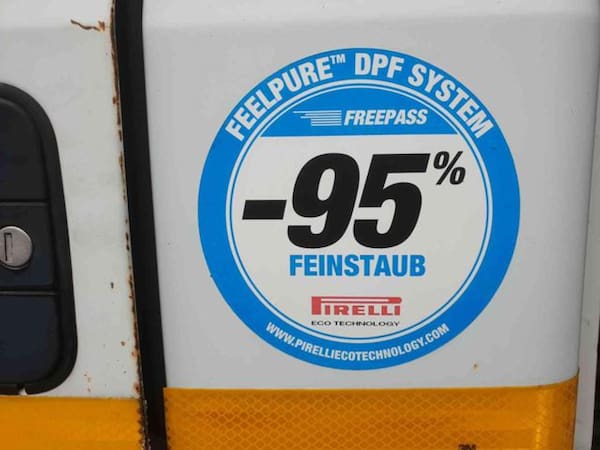 FEELPURE™ DPF SYSTEM
FREEPASS
-95%
FEINSTAUB
PIRELLI
ECO TECHNOLOGY
WWW.PIRELLIECOTECHNOLOGY.COM